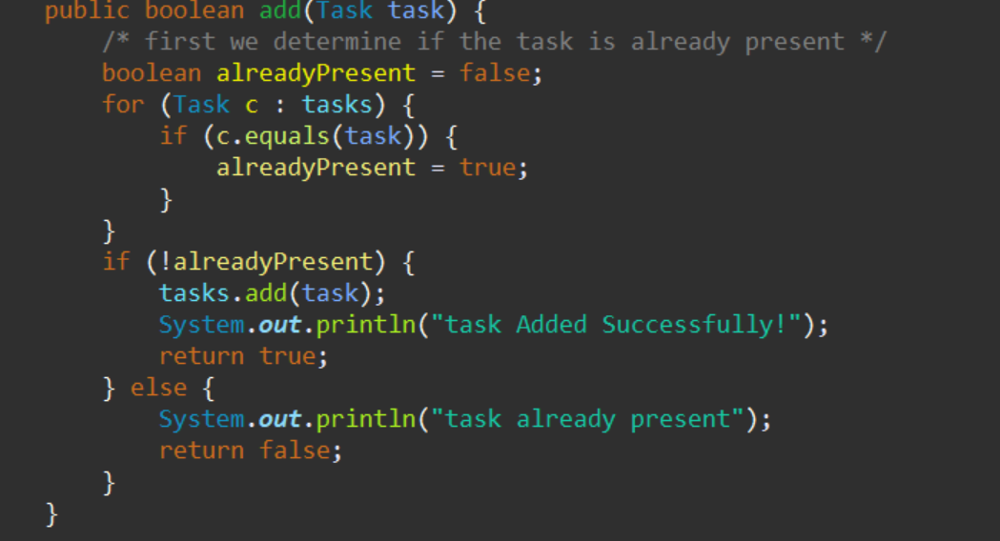 public boolean add(Task task) {
/* first we determine if the task is already present */
boolean alreadyPresent = false;
for (Task c : tasks) {
if (c.equals(task)) {
alreadyPresent = true;
}
}
if (!alreadyPresent) {
tasks.add(task);
System.out.println("task Added Successfully!");
return true;
} else {
System.out.println("task already present");
return false;
}
}